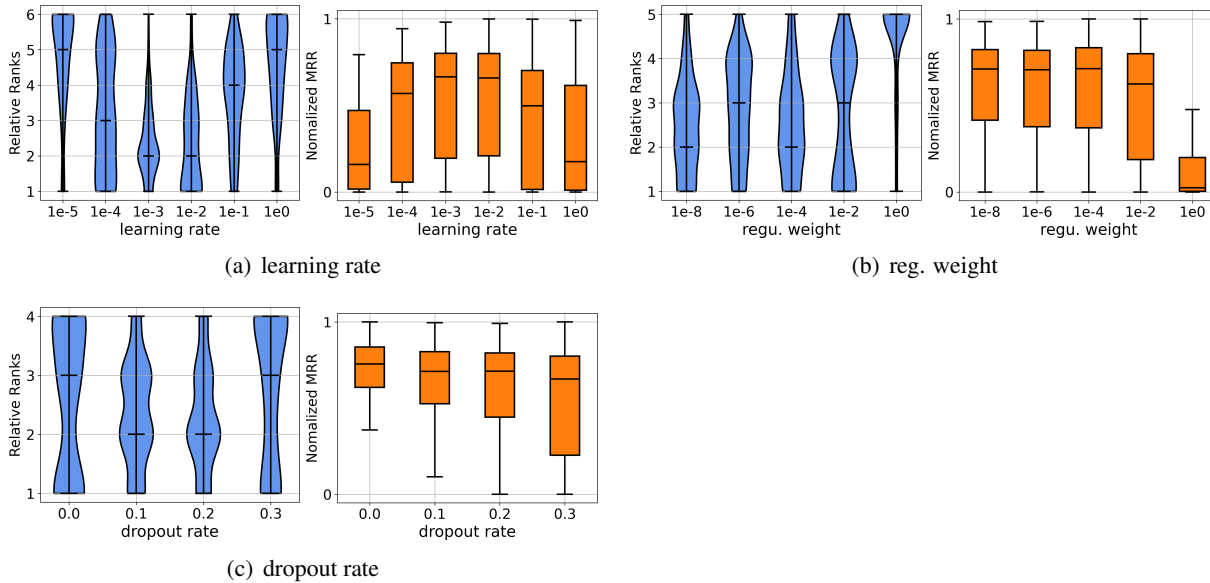 Relative Ranks
6
5
4
3
2
1
1e-5 1e-4 1e-3 1e-2 1e-1 1e0
learning rate
Nomalized MRR
1
0
1e-5 1e-4 1e-3 1e-2 1e-1 1e0
learning rate
(a) learning rate
Relative Ranks
5
4
3
2
1
1e-8 1e-6 1e-4 1e-2 1e0
regu. weight
Nomalized MRR
1
0
1e-8 1e-6 1e-4 1e-2 1e0
regu. weight
(b) reg. weight
Relative Ranks
4
3
2
1
0.0 0.1 0.2 0.3
dropout rate
Nomalized MRR
1
0
0.0 0.1 0.2 0.3
dropout rate
(c) dropout rate